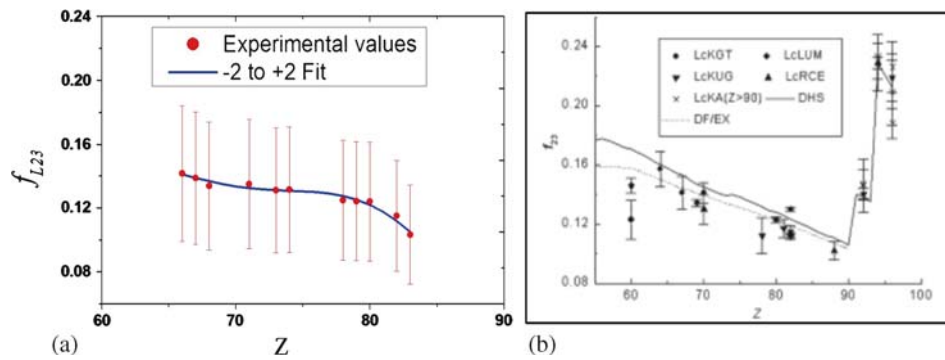 0.24
0.20
0.16
0.12
0.08
60
70
80
90
Experimental values
-2 to +2 Fit
f L23
Z
(a)
0.24
0.20
0.16
0.12
0.08
LcKGT LcLUM
LcKUG LcRCE
LcKA(Z>90) DHS
DF/EX
f 23
60 70 80 90 100
Z
(b)